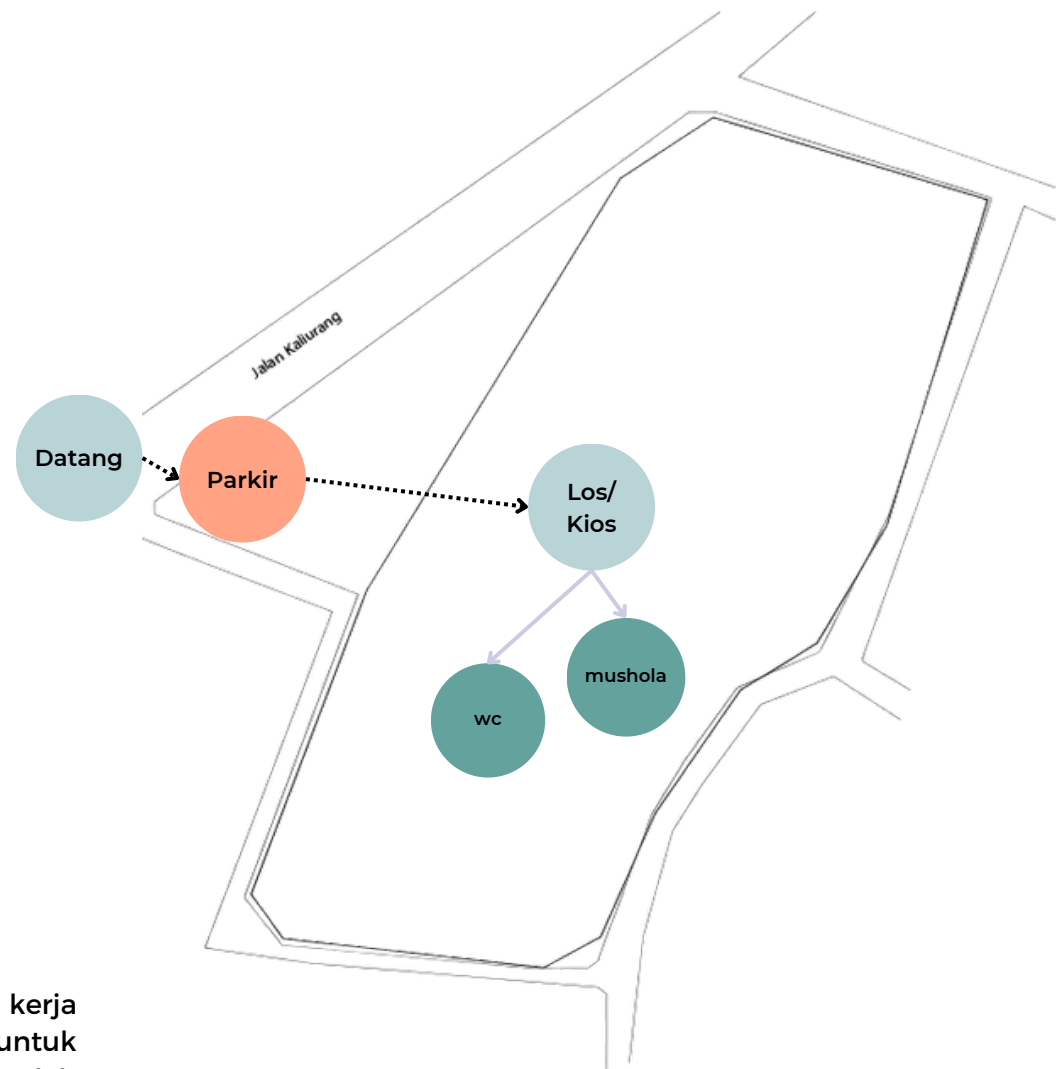 Jalan Kaliurang
Datang
Parkir
Los/
Kios
mushola
wc
kerja
untuk